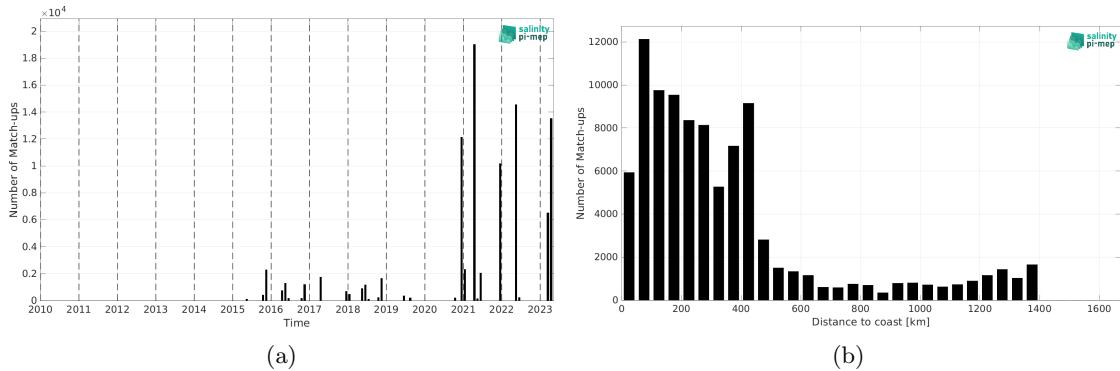 ×10⁴
2
1.8
1.6
1.4
1.2
1
0.8
0.6
0.4
0.2
0
Number of Match-ups
2010 2011 2012 2013 2014 2015 2016 2017 2018 2019 2020 2021 2022 2023
Time
salinity
pi-mep
(a)
12000
10000
8000
6000
4000
2000
0
Number of Match-ups
0 200 400 600 800 1000 1200 1400 1600
Distance to coast [km]
salinity
pi-mep
(b)